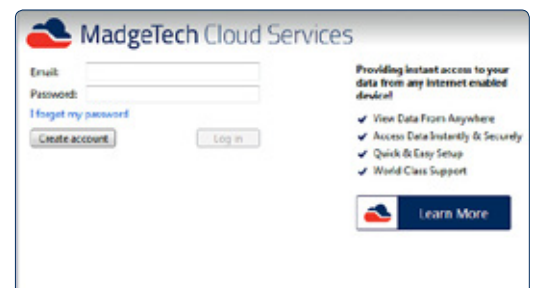 MadgeTech Cloud Services
Email:
Password:
I forgot my password
Create account
Log in
Providing instant access to your
data from any internet enabled
device!
✓ View Data From Anywhere
✓ Access Data Instantly & Securely
✓ Quick & Easy Setup
✓ World Class Support
Learn More